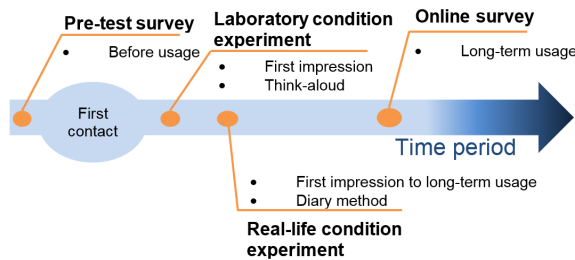 Pre-test survey
• Before usage
Laboratory condition
experiment
• First impression
• Think-aloud
Online survey
• Long-term usage
First
contact
Time period
• First impression to long-term usage
• Diary method
Real-life condition
experiment